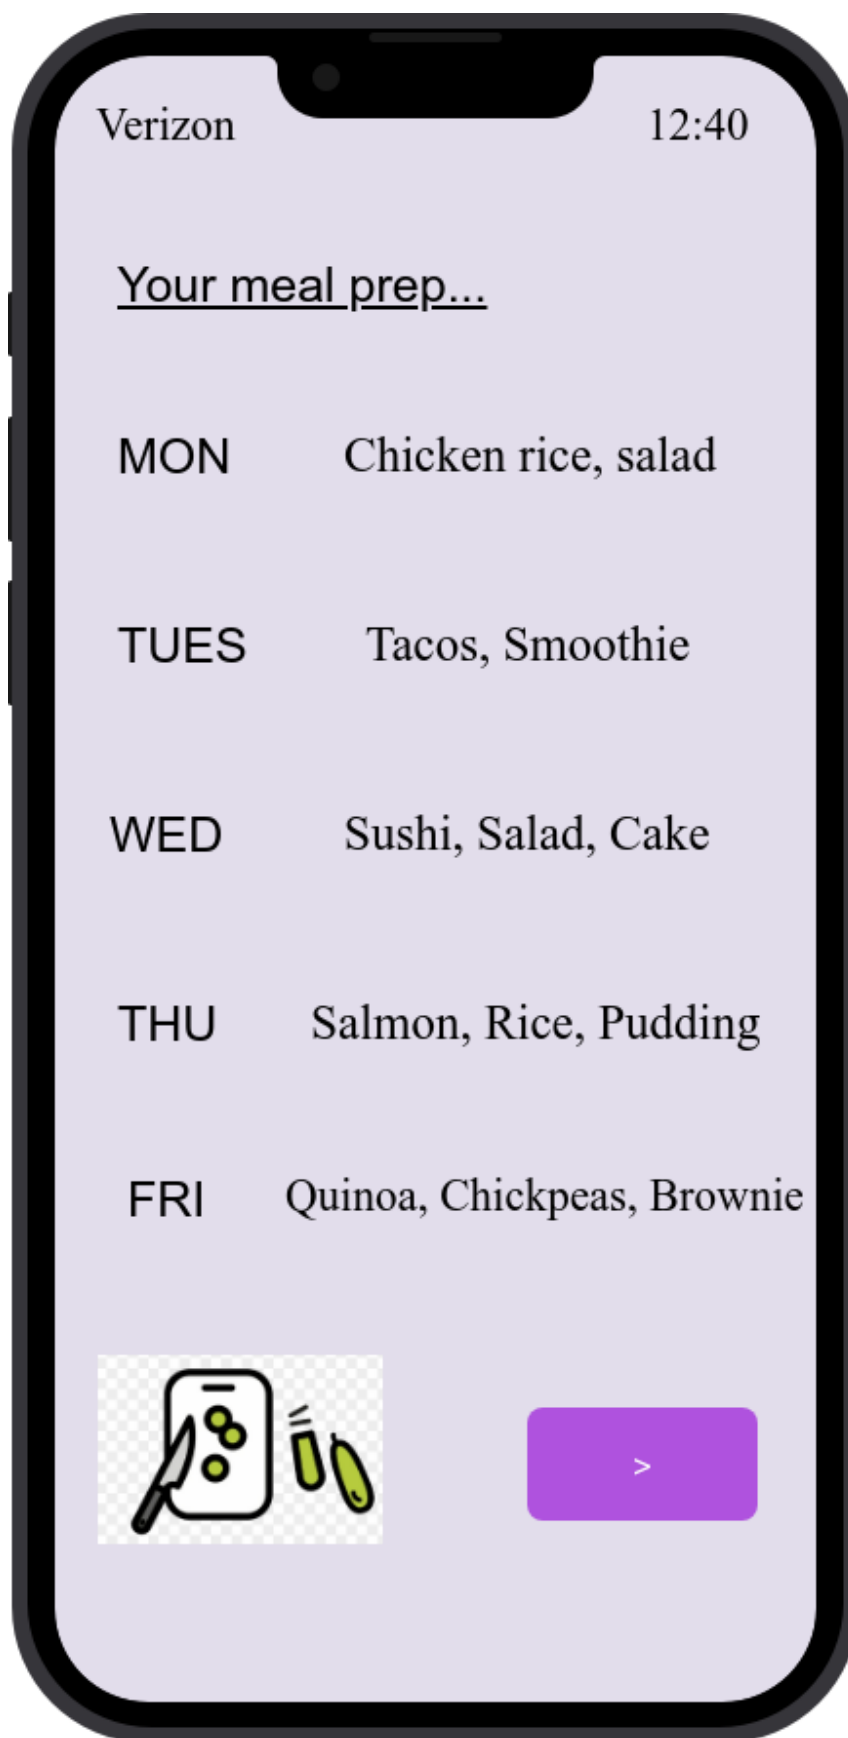 Verizon 12:40
Your meal prep...
MON Chicken rice, salad
TUES Tacos, Smoothie
WED Sushi, Salad, Cake
THU Salmon, Rice, Pudding
FRI Quinoa, Chickpeas, Brownie
>